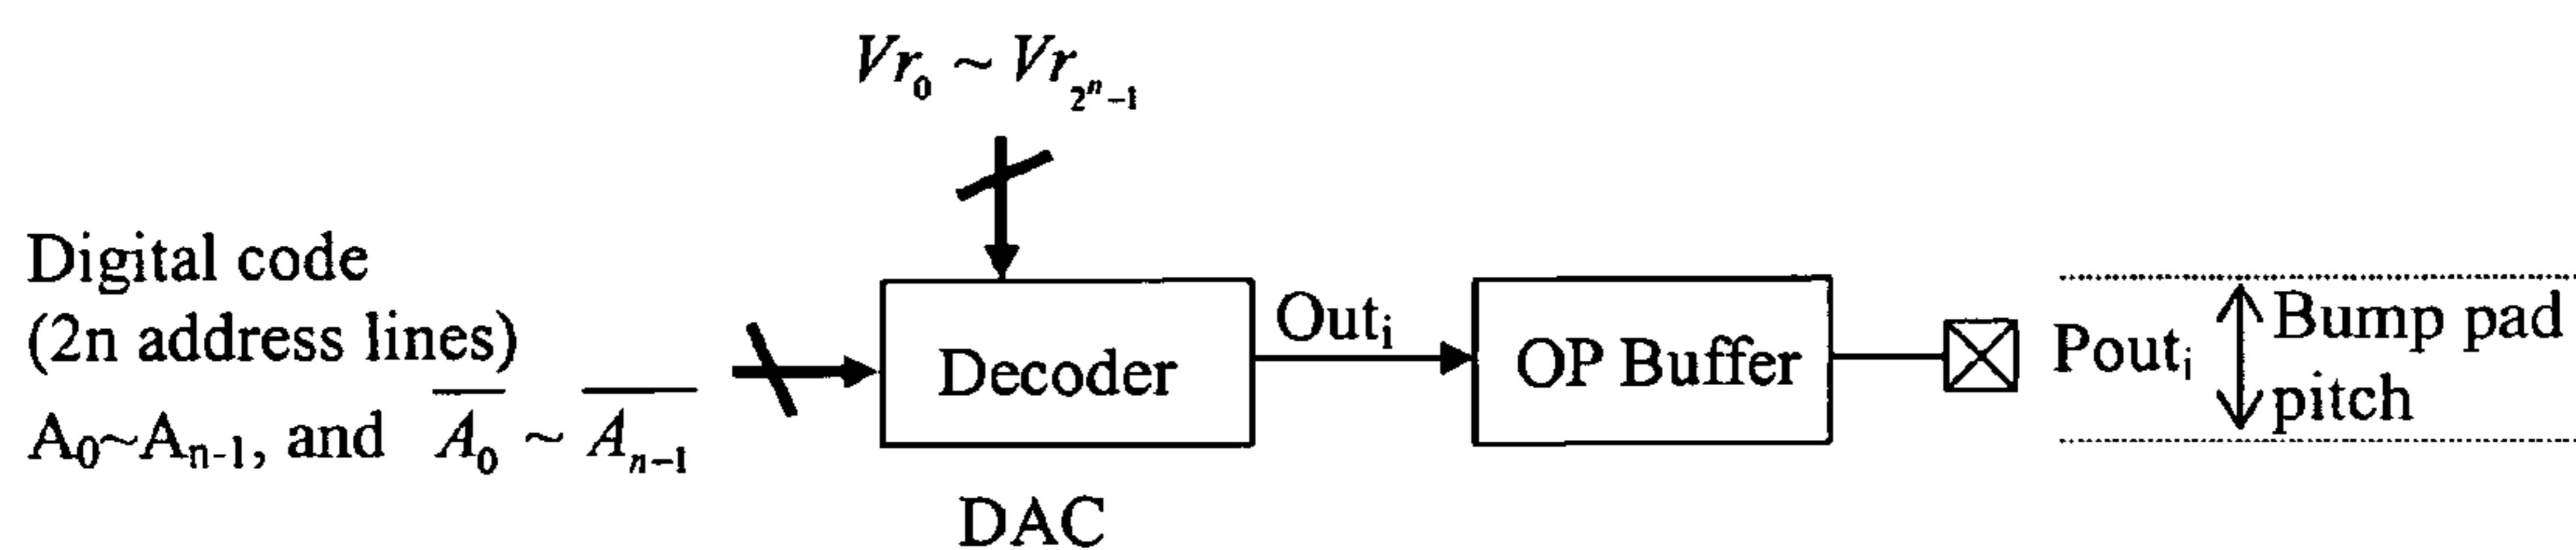 Vr₀ ~ Vr₂ⁿ₋₁
Digital code
(2n address lines)
A₀~Aₙ₋₁, and A̅₀ ~ A̅ₙ₋₁
Decoder
DAC
Outᵢ
OP Buffer
Poutᵢ
Bump pad
pitch